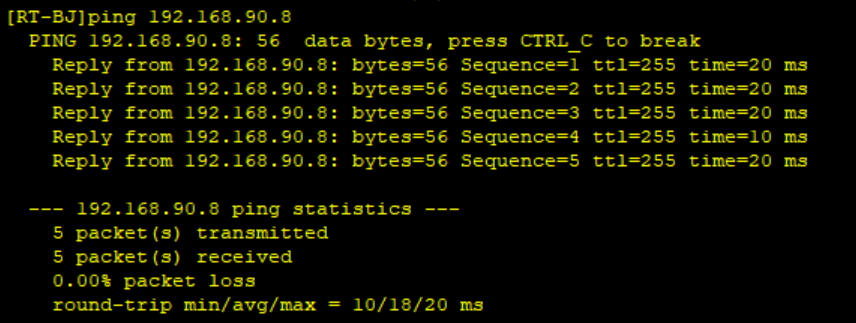 [RT-BJ]ping 192.168.90.8
PING 192.168.90.8: 56  data bytes, press CTRL_C to break
Reply from 192.168.90.8: bytes=56 Sequence=1 ttl=255 time=20 ms
Reply from 192.168.90.8: bytes=56 Sequence=2 ttl=255 time=20 ms
Reply from 192.168.90.8: bytes=56 Sequence=3 ttl=255 time=20 ms
Reply from 192.168.90.8: bytes=56 Sequence=4 ttl=255 time=10 ms
Reply from 192.168.90.8: bytes=56 Sequence=5 ttl=255 time=20 ms
--- 192.168.90.8 ping statistics ---
5 packet(s) transmitted
5 packet(s) received
0.00% packet loss
round-trip min/avg/max = 10/18/20 ms